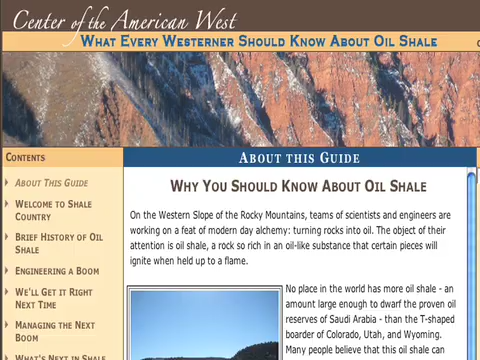 Center of the American West
What Every Westerner Should Know About Oil Shale
Contents
About This Guide
Welcome to Shale
Country
Brief History of Oil
Shale
Engineering a Boom
We'll Get it Right
Next Time
Managing the Next
Boom
What's Next in Shale
About this Guide
Why You Should Know About Oil Shale
On the Western Slope of the Rocky Mountains, teams of scientists and engineers are
working on a feat of modern day alchemy: turning rocks into oil. The object of their
attention is oil shale, a rock so rich in an oil-like substance that certain pieces will
ignite when held up to a flame.
No place in the world has more oil shale - an
amount large enough to dwarf the proven oil
reserves of Saudi Arabia - than the T-shaped
boarder of Colorado, Utah, and Wyoming.
Many people believe that this oil shale can